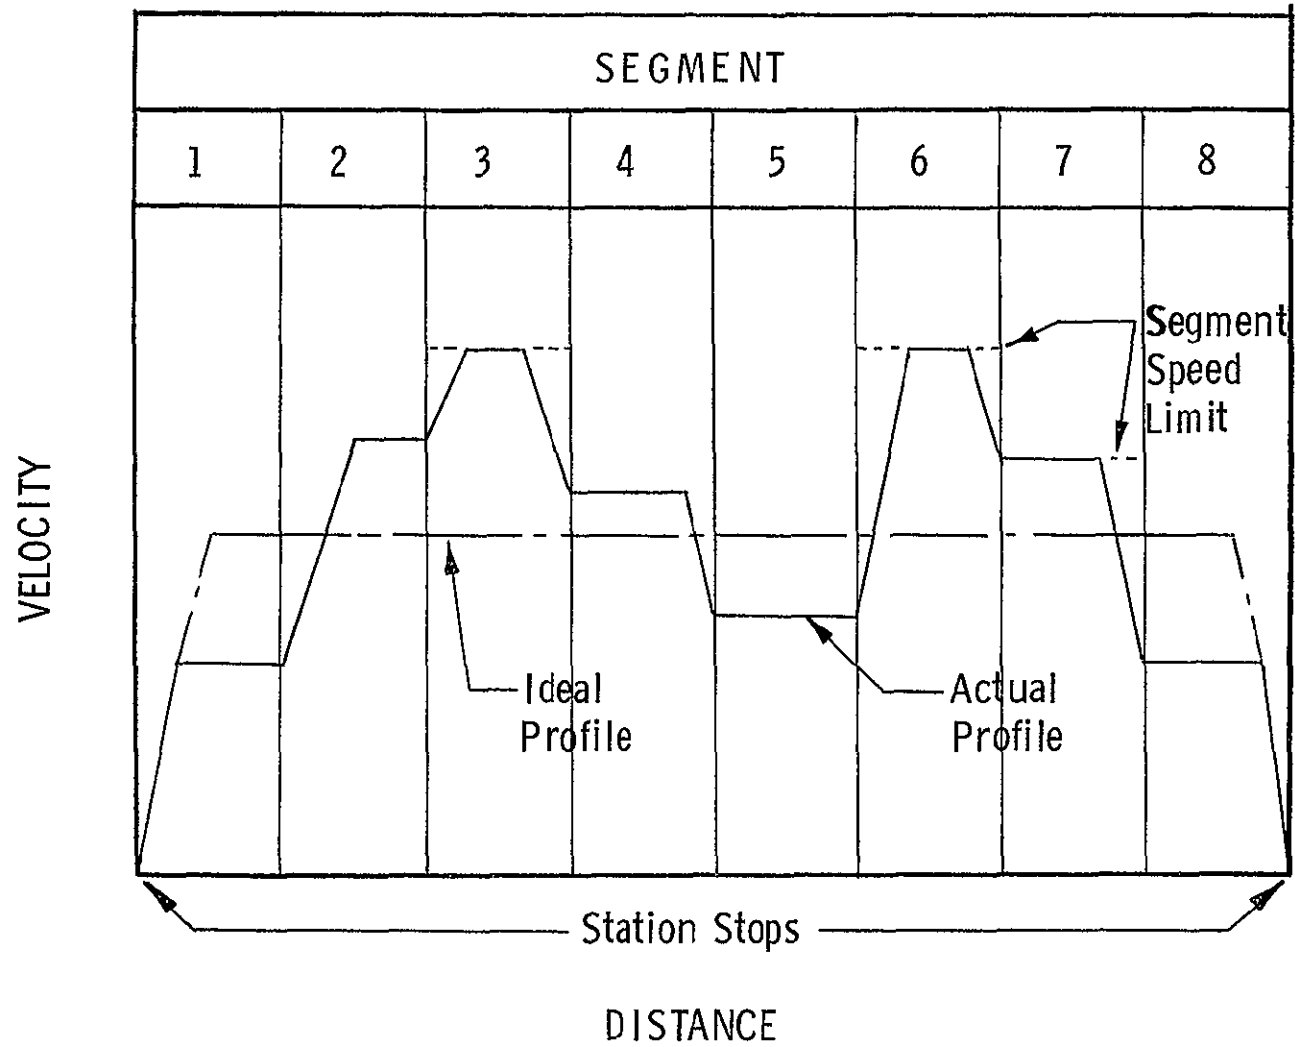 SEGMENT
1 2 3 4 5 6 7 8
Segment
Speed
Limit
VELOCITY
Ideal
Profile
Actual
Profile
Station Stops
DISTANCE